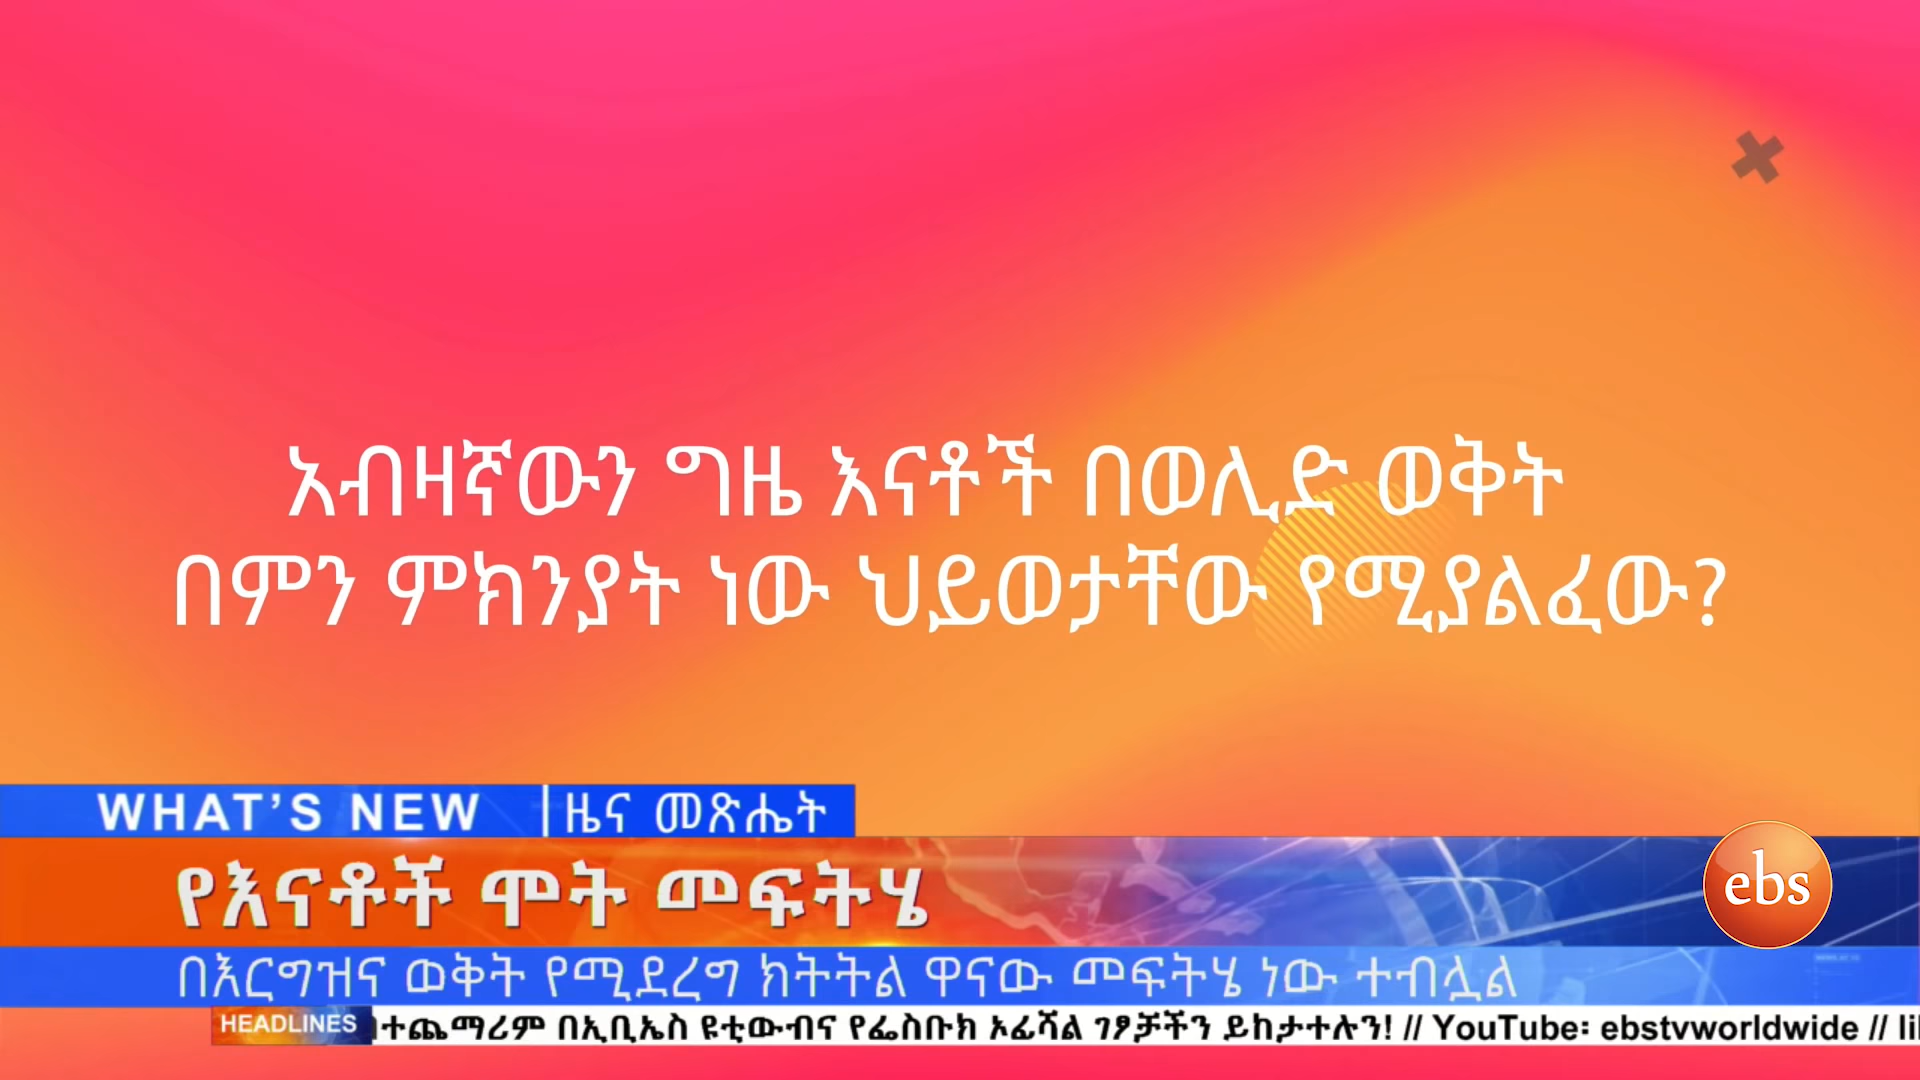 አብዛኛውን ግዜ እናቶች በወሊድ ወቅት
በምን ምክንያት ነው ህይወታቸው የሚያልፈው?
WHAT'S NEW | ዜና መጽሔት
የእናቶች ሞት መፍትሄ
ebs
በእርግዝና ወቅት የሚደረግ ክትትል ዋናው መፍትሄ ነው ተብሏል
HEADLINES ተጨማሪም በኢቢኤስ ዩቲውብና የፌስቡክ ኦፊሻል ገፆቻችን ይከታተሉን! // YouTube: ebstvworldwide //